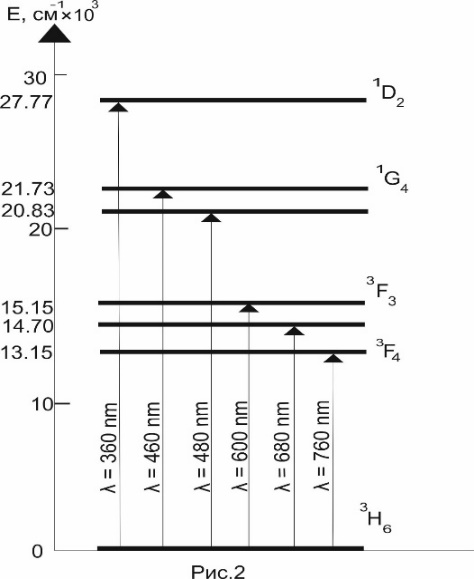 E, см⁻¹×10³
30
27.77
¹D₂
21.73
¹G₄
20.83
20
15.15
³F₃
14.70
13.15
³F₄
10
λ = 360 nm
λ = 460 nm
λ = 480 nm
λ = 600 nm
λ = 680 nm
λ = 760 nm
³H₆
0
Рис.2